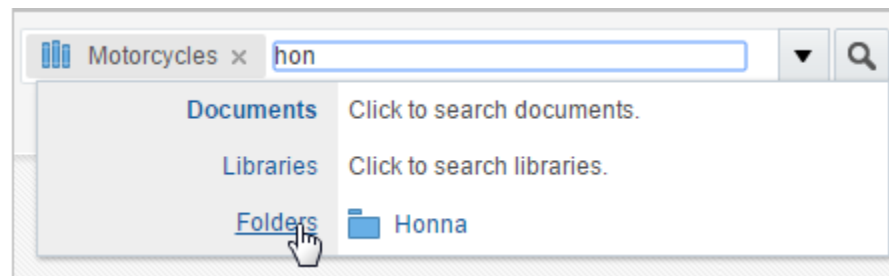 Motorcycles × hon
Documents Click to search documents.
Libraries Click to search libraries.
Folders Honna